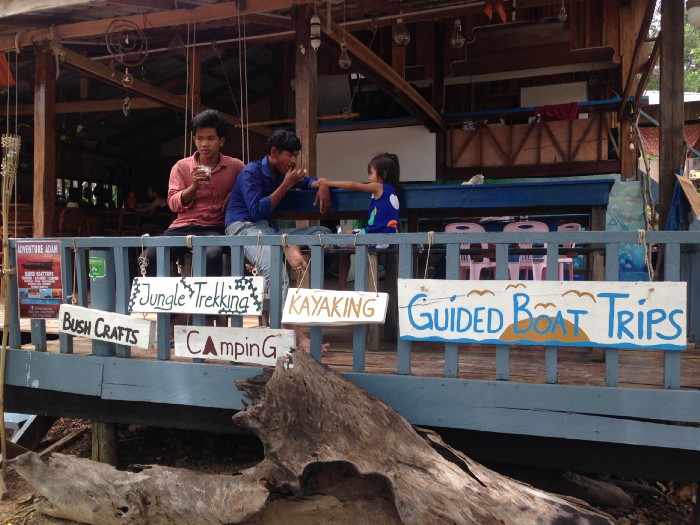 ADVENTURE ADAM
Jungle Trekking
KAYAKING
GUIDED BOAT TRIPS
BUSH CRAFTS
CAMPING